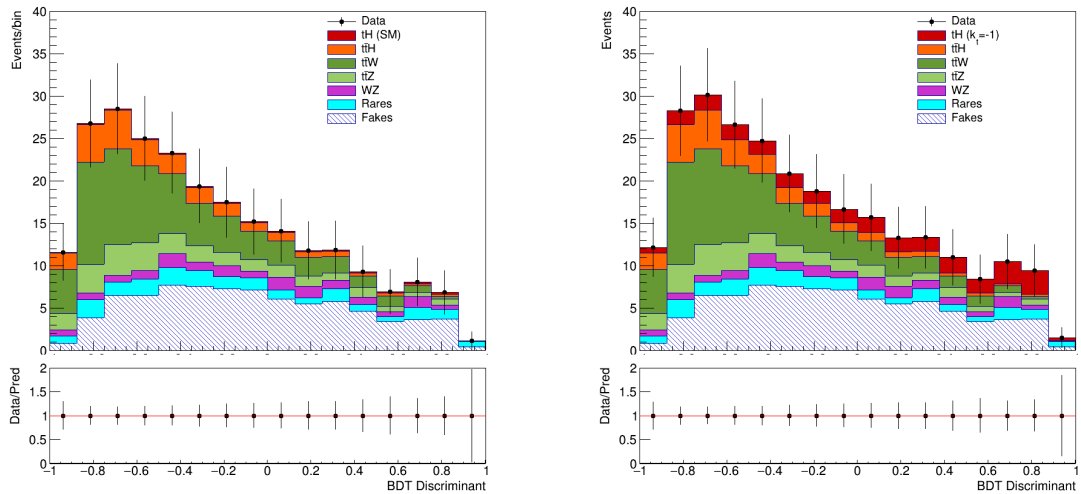 Events/bin
40
35
30
25
20
15
10
5
0
Data
tH (SM)
tt̄H
tt̄W
tt̄Z
WZ
Rares
Fakes
Data/Pred
2
1.5
1
0.5
0
−1 −0.8 −0.6 −0.4 −0.2 0 0.2 0.4 0.6 0.8 1
BDT Discriminant
Events
40
35
30
25
20
15
10
5
0
Data
tH (k_t=-1)
tt̄H
tt̄W
tt̄Z
WZ
Rares
Fakes
Data/Pred
2
1.5
1
0.5
0
−1 −0.8 −0.6 −0.4 −0.2 0 0.2 0.4 0.6 0.8 1
BDT Discriminant